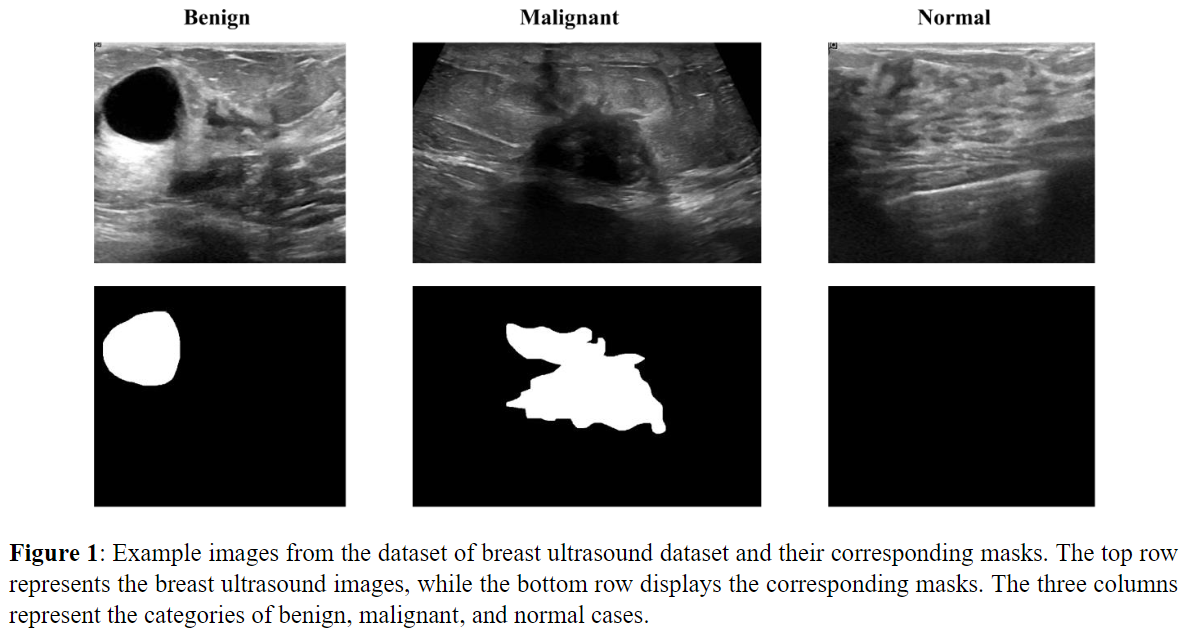 Benign Malignant Normal
Figure 1: Example images from the dataset of breast ultrasound dataset and their corresponding masks. The top row
represents the breast ultrasound images, while the bottom row displays the corresponding masks. The three columns
represent the categories of benign, malignant, and normal cases.